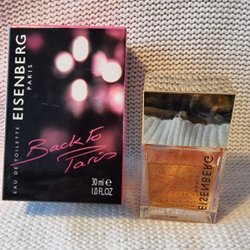 EISENBERG
PARIS
EAU DE TOILETTE
Back To
Paris
30 ml ℮
1.0 FL.OZ
EISENBERG